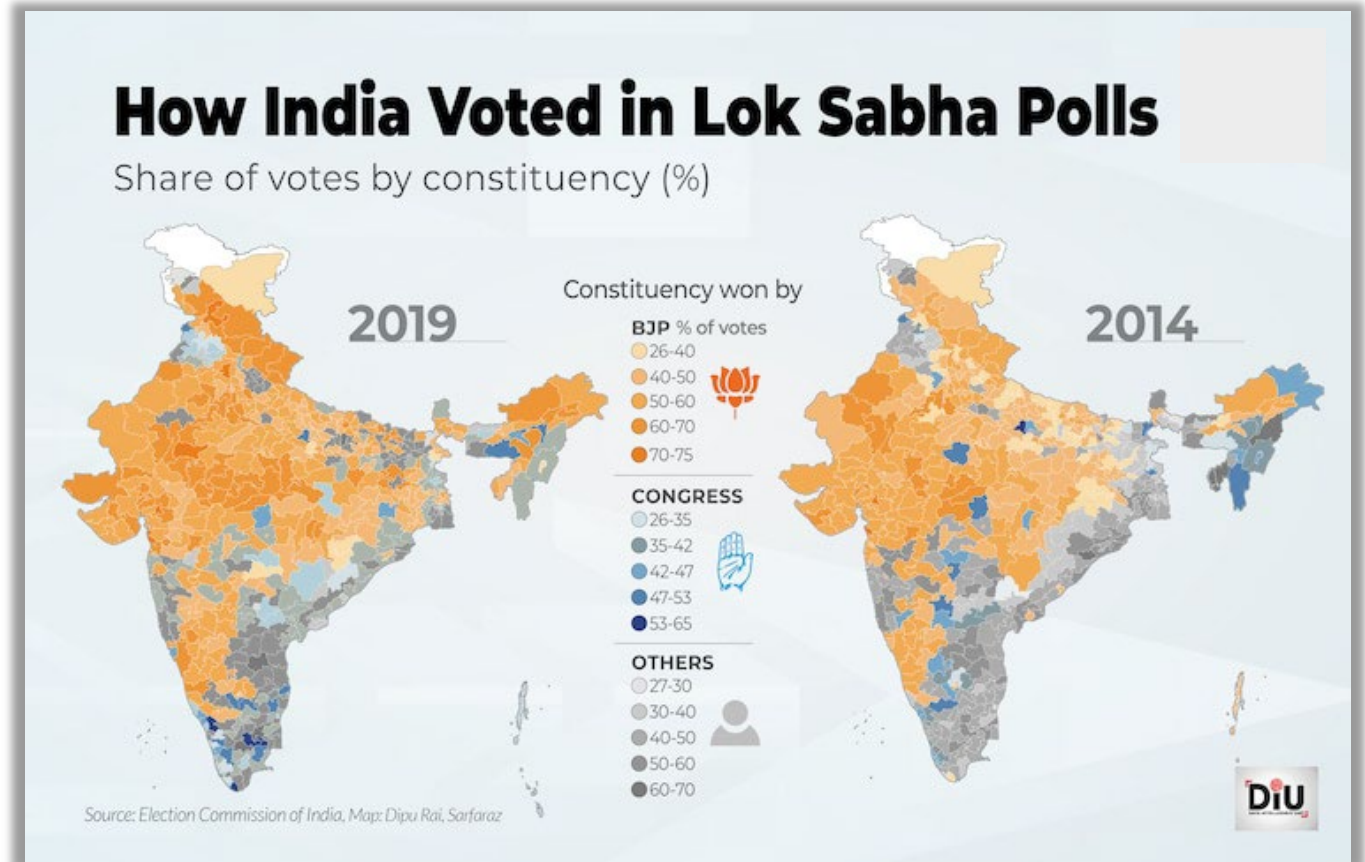 How India Voted in Lok Sabha Polls
Share of votes by constituency (%)
2019
Constituency won by
BJP % of votes
26-40
40-50
50-60
60-70
70-75
CONGRESS
26-35
35-42
42-47
47-53
53-65
OTHERS
27-30
30-40
40-50
50-60
60-70
2014
Source: Election Commission of India, Map: Dipu Rai, Sarfaraz
DiU